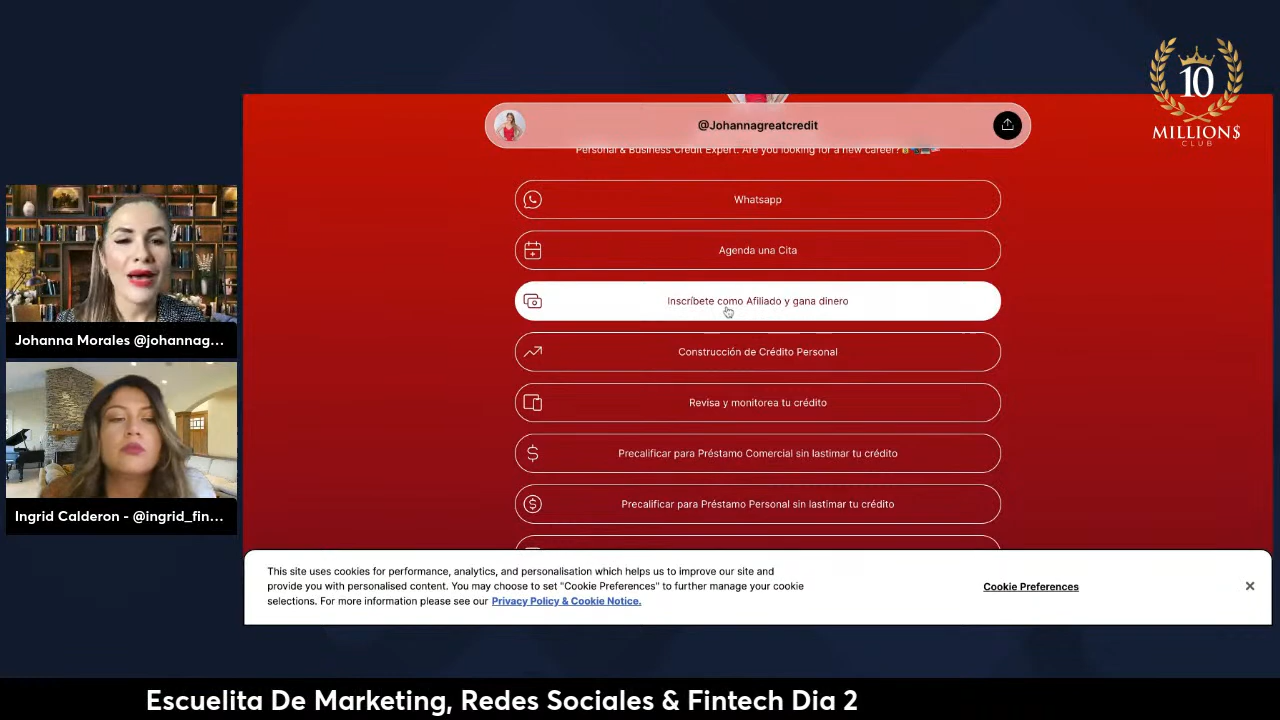 10
MILLION$
CLUB
@Johannagreatcredit
Personal & Business Credit Expert. Are you looking for a new career?
Whatsapp
Agenda una Cita
Inscríbete como Afiliado y gana dinero
Construcción de Crédito Personal
Revisa y monitorea tu crédito
Precalificar para Préstamo Comercial sin lastimar tu crédito
Precalificar para Préstamo Personal sin lastimar tu crédito
This site uses cookies for performance, analytics, and personalisation which helps us to improve our site and
provide you with personalised content. You may choose to set "Cookie Preferences" to further manage your cookie
selections. For more information please see our Privacy Policy & Cookie Notice.
Cookie Preferences
Johanna Morales @johannag...
Ingrid Calderon - @ingrid_fin...
Escuelita De Marketing, Redes Sociales & Fintech Dia 2